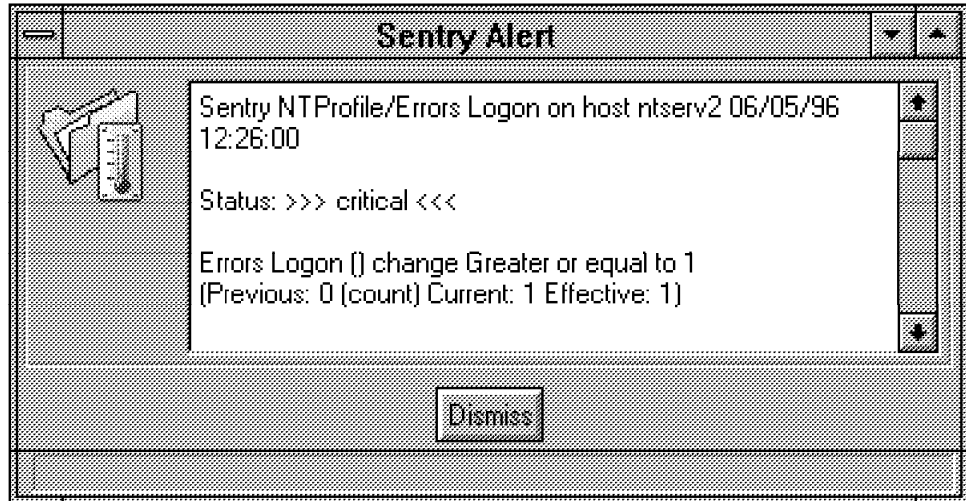 Sentry Alert
Sentry NTProfile/Errors Logon on host ntserv2 06/05/96
12:26:00
Status: >>> critical <<<
Errors Logon () change Greater or equal to 1
(Previous: 0 (count) Current: 1 Effective: 1)
Dismiss